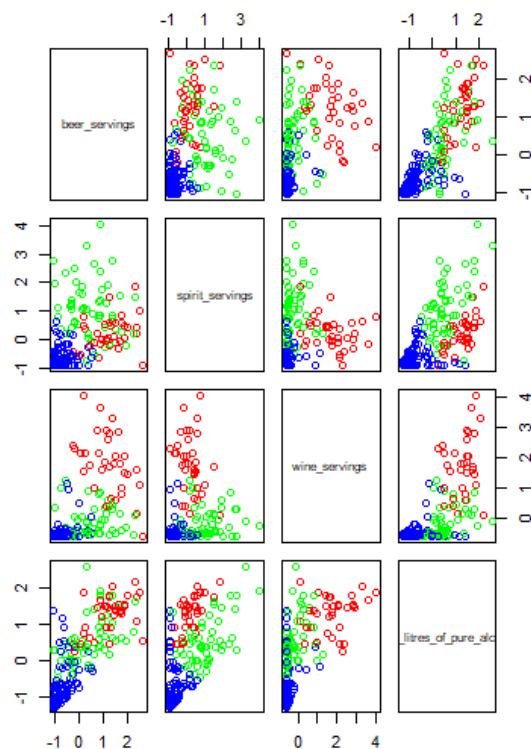 -1 1 3 -1 1 2
beer_servings
-1 0 1 2
-1 0 1 2 3 4
spirit_servings
wine_servings
0 1 2 3 4
-1 0 1 2
_litres_of_pure_alc
-1 0 1 2 0 2 4